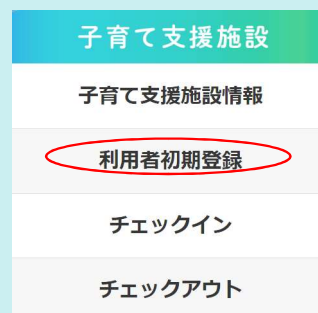 子育て支援施設
子育て支援施設情報
利用者初期登録
チェックイン
チェックアウト